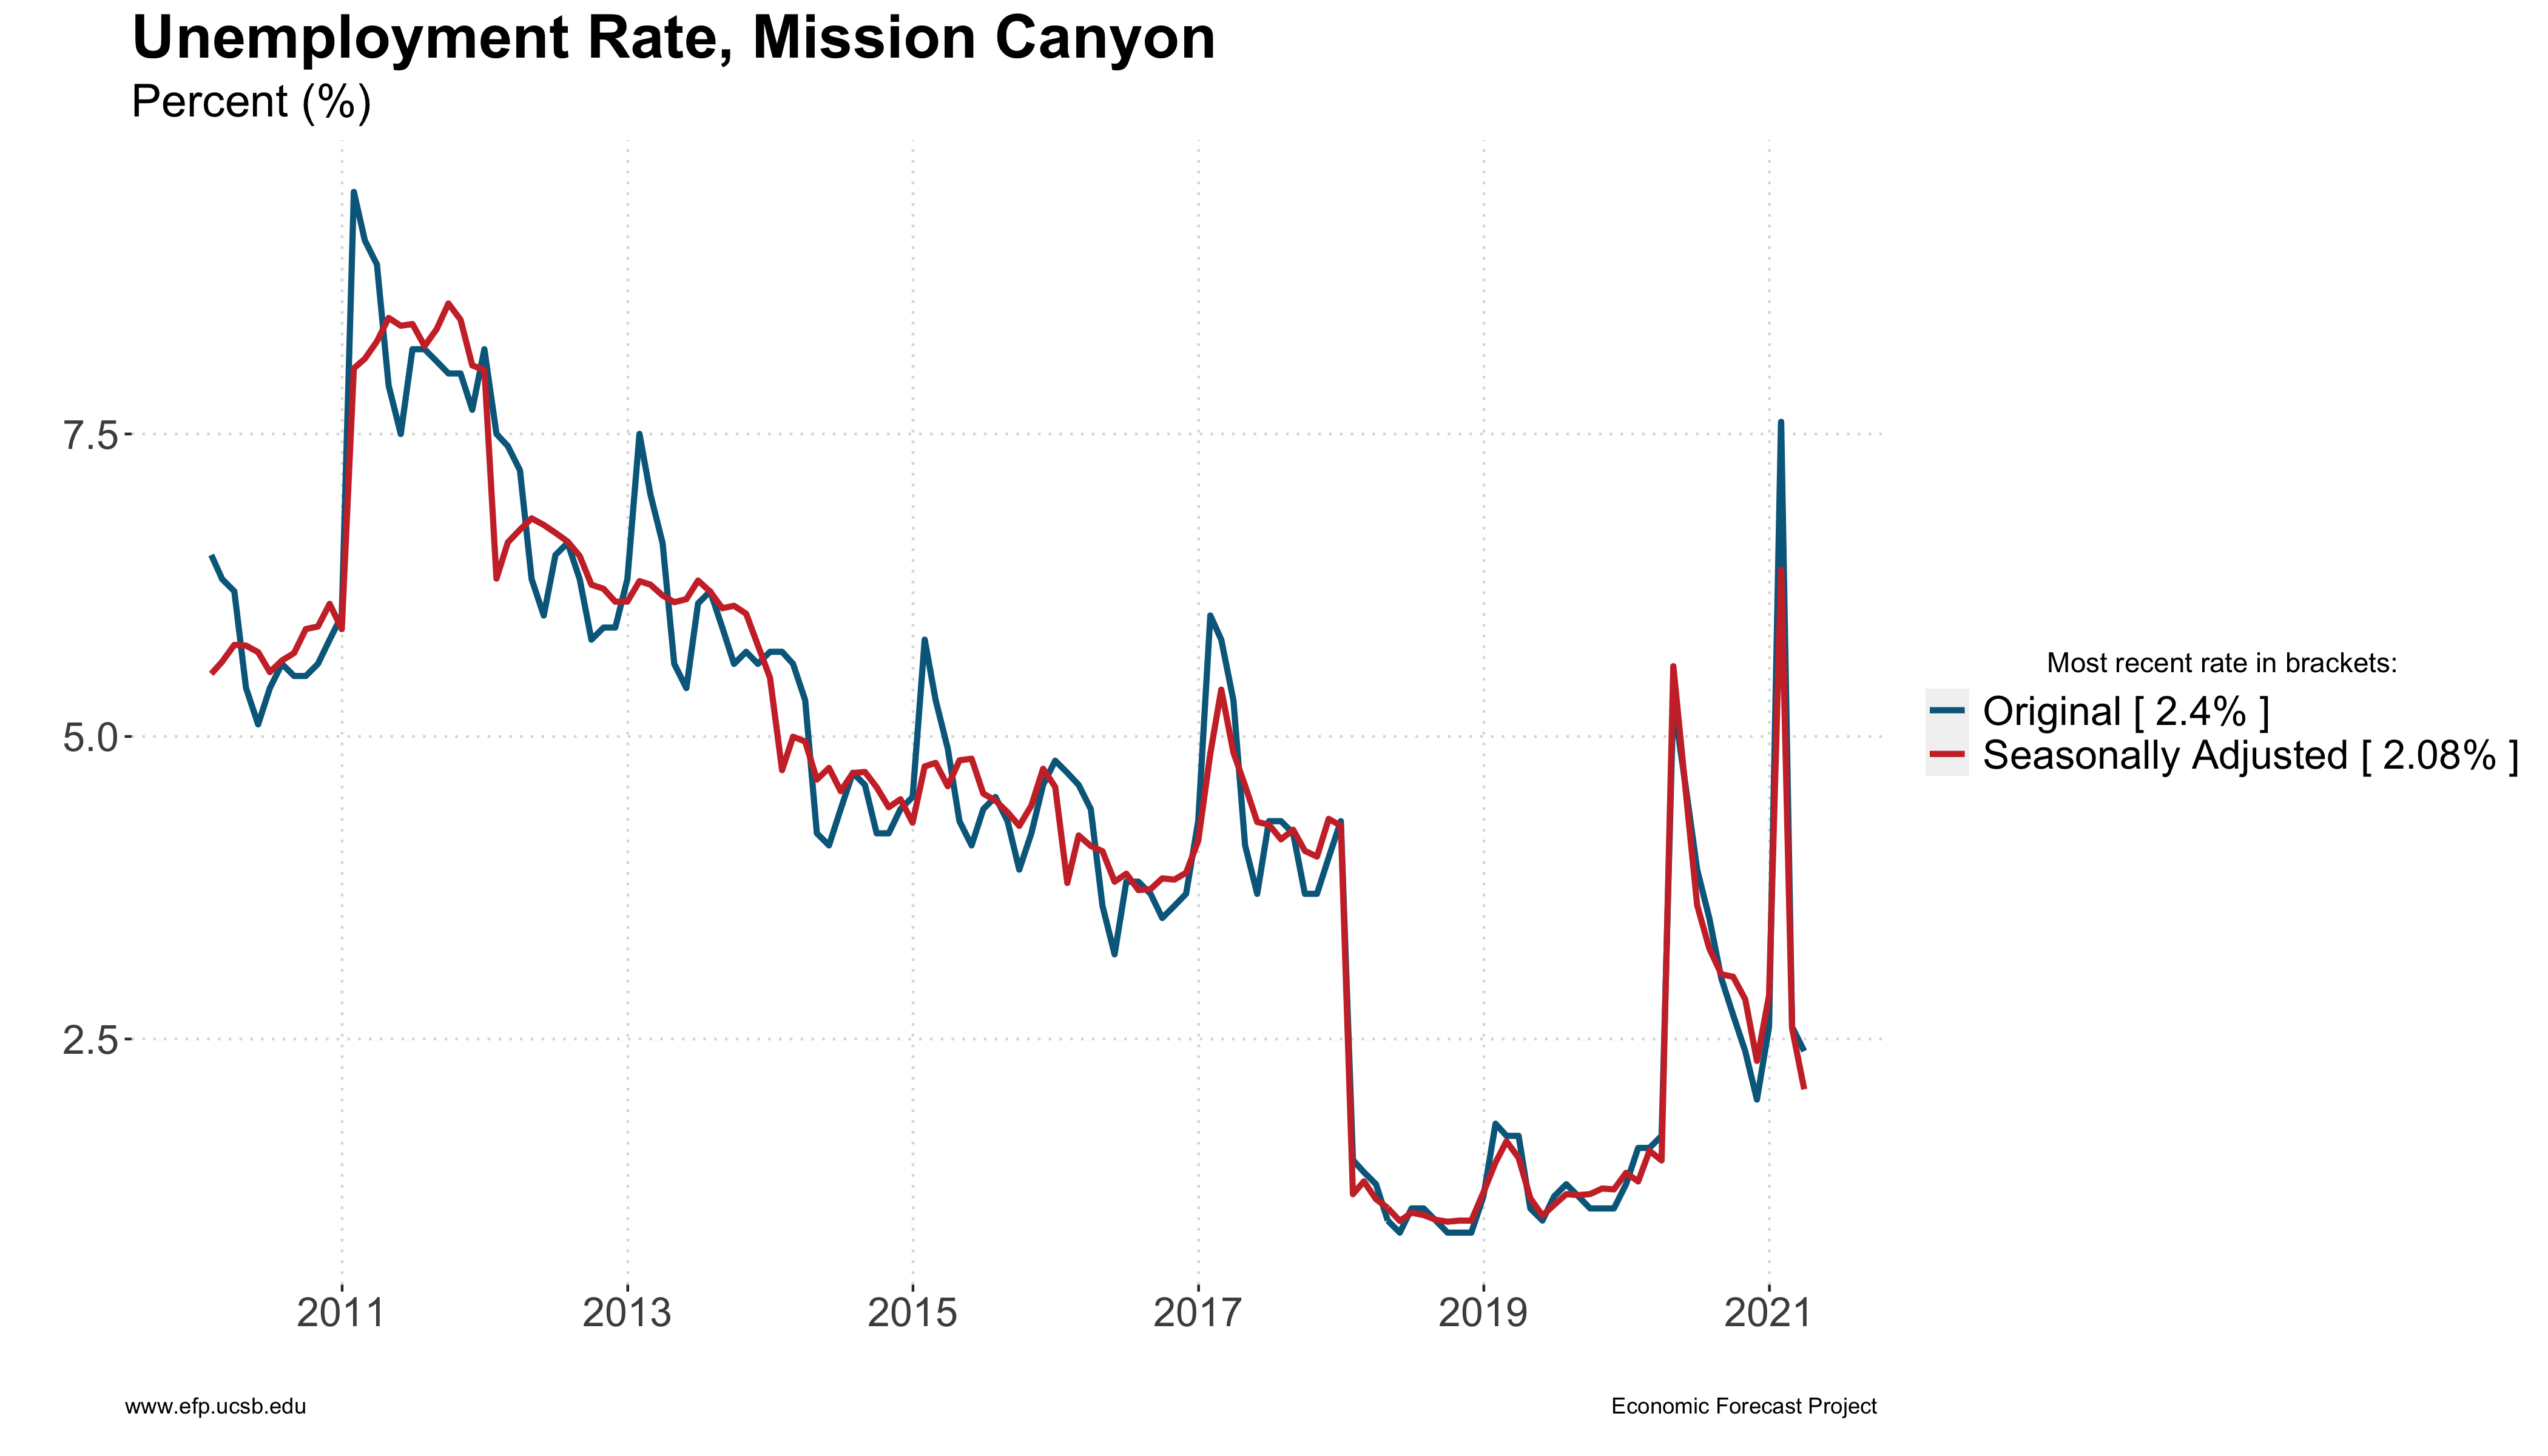 Unemployment Rate, Mission Canyon
Percent (%)
7.5
5.0
2.5
2011 2013 2015 2017 2019 2021
Most recent rate in brackets:
Original [ 2.4% ]
Seasonally Adjusted [ 2.08% ]
www.efp.ucsb.edu
Economic Forecast Project